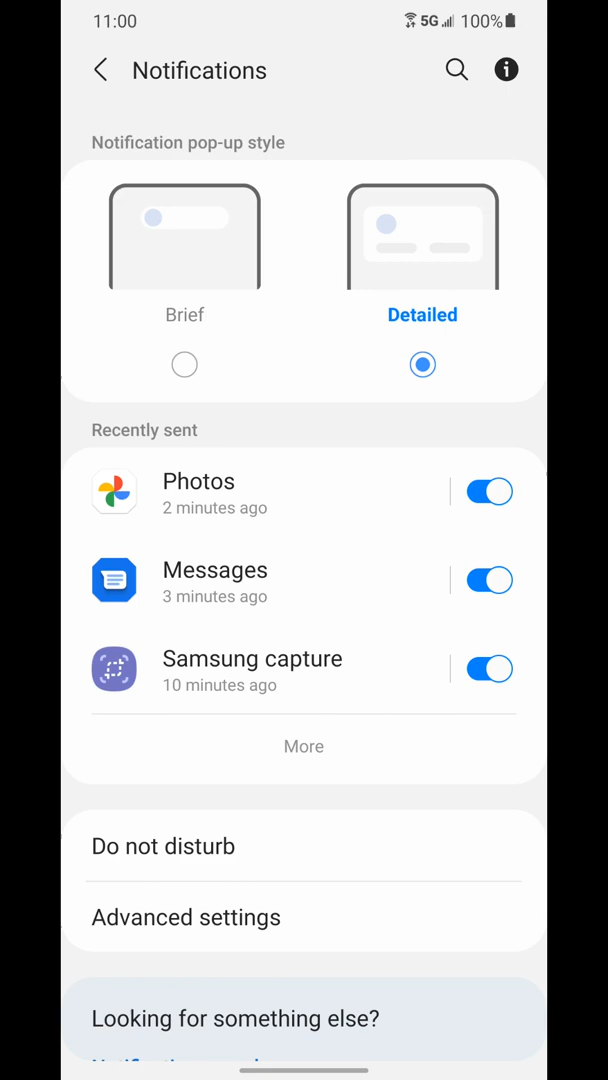 11:00
5G 100%
Notifications
Notification pop-up style
Brief
Detailed
Recently sent
Photos
2 minutes ago
Messages
3 minutes ago
Samsung capture
10 minutes ago
More
Do not disturb
Advanced settings
Looking for something else?